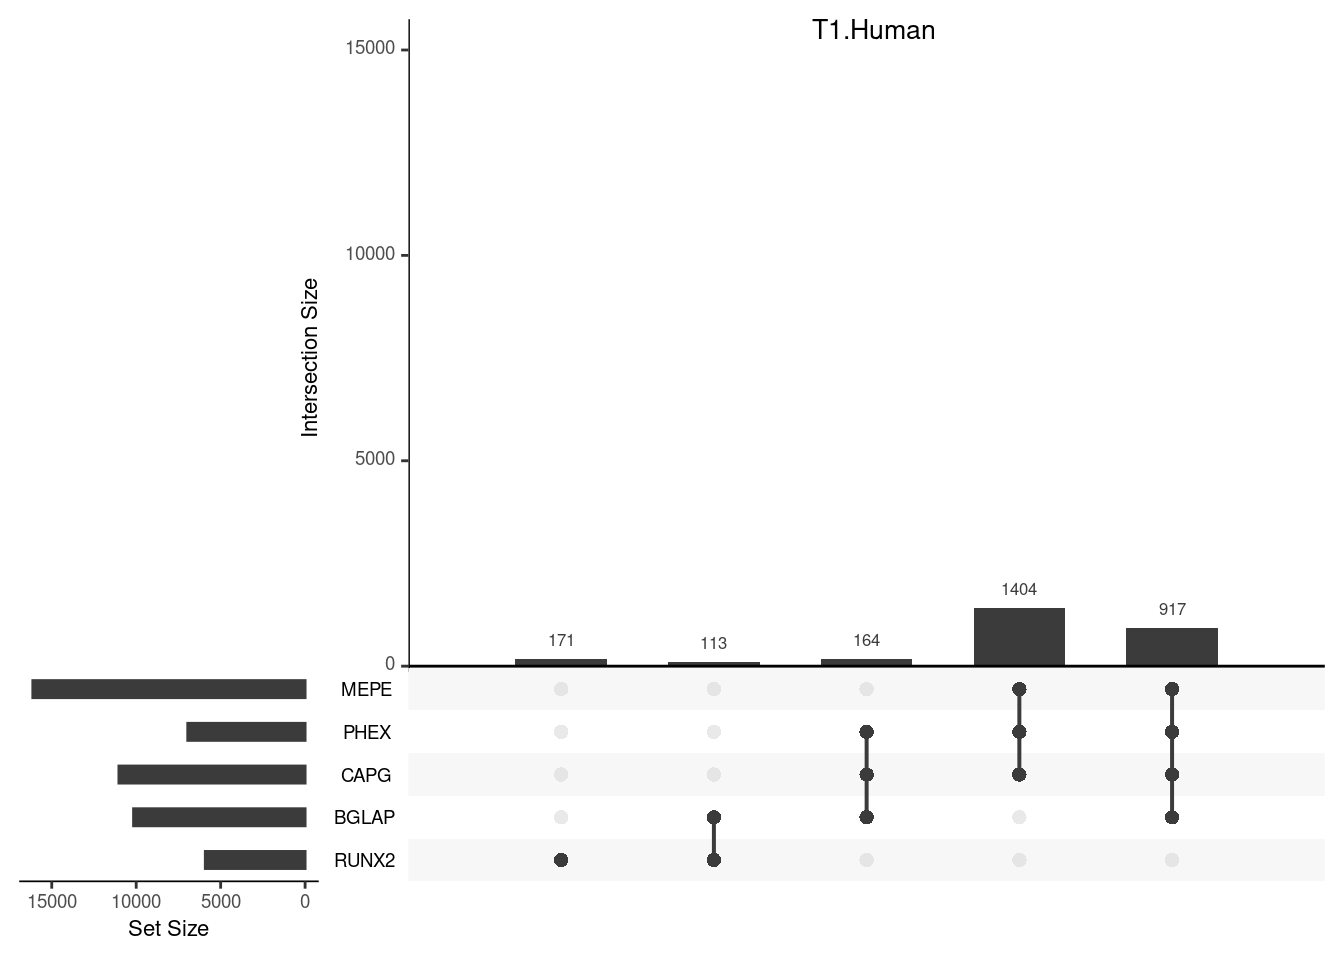 T1.Human
15000
10000
5000
0
Intersection Size
1404
917
171
113
164
MEPE
PHEX
CAPG
BGLAP
RUNX2
15000 10000 5000 0
Set Size